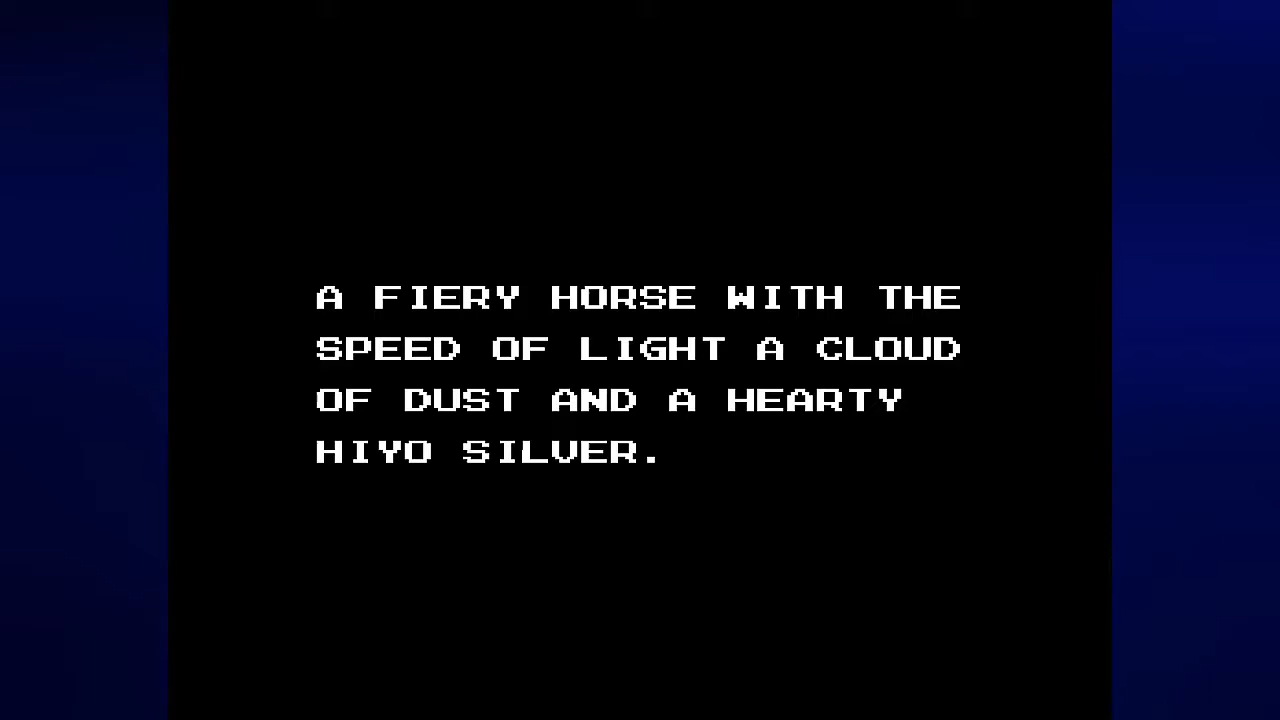 A FIERY HORSE WITH THE
SPEED OF LIGHT A CLOUD
OF DUST AND A HEARTY
HIYO SILVER.